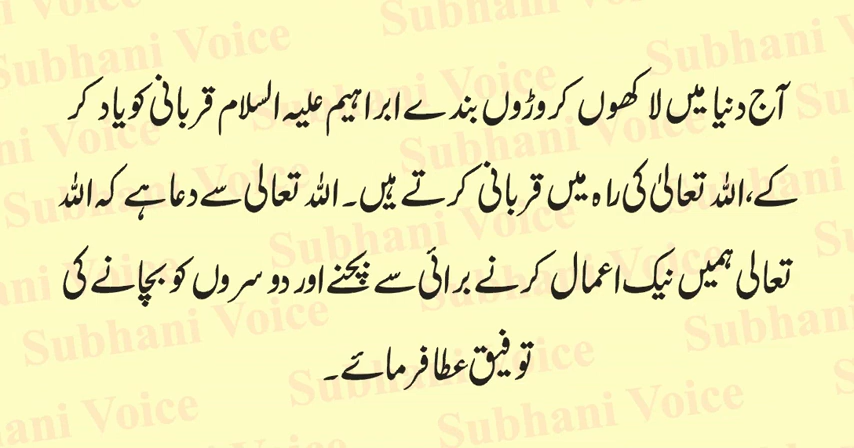 آج دنیا میں لاکھوں کروڑوں بندے ابراہیم علیہ السلام قربانی کو یاد کر
کے، اللہ تعالیٰ کی راہ میں قربانی کرتے ہیں۔ اللہ تعالی سے دعا ہے کہ اللہ
تعالی ہمیں نیک اعمال کرنے برائی سے بچنے اور دوسروں کو بچانے کی
توفیق عطا فرمائے۔
Subhani Voice